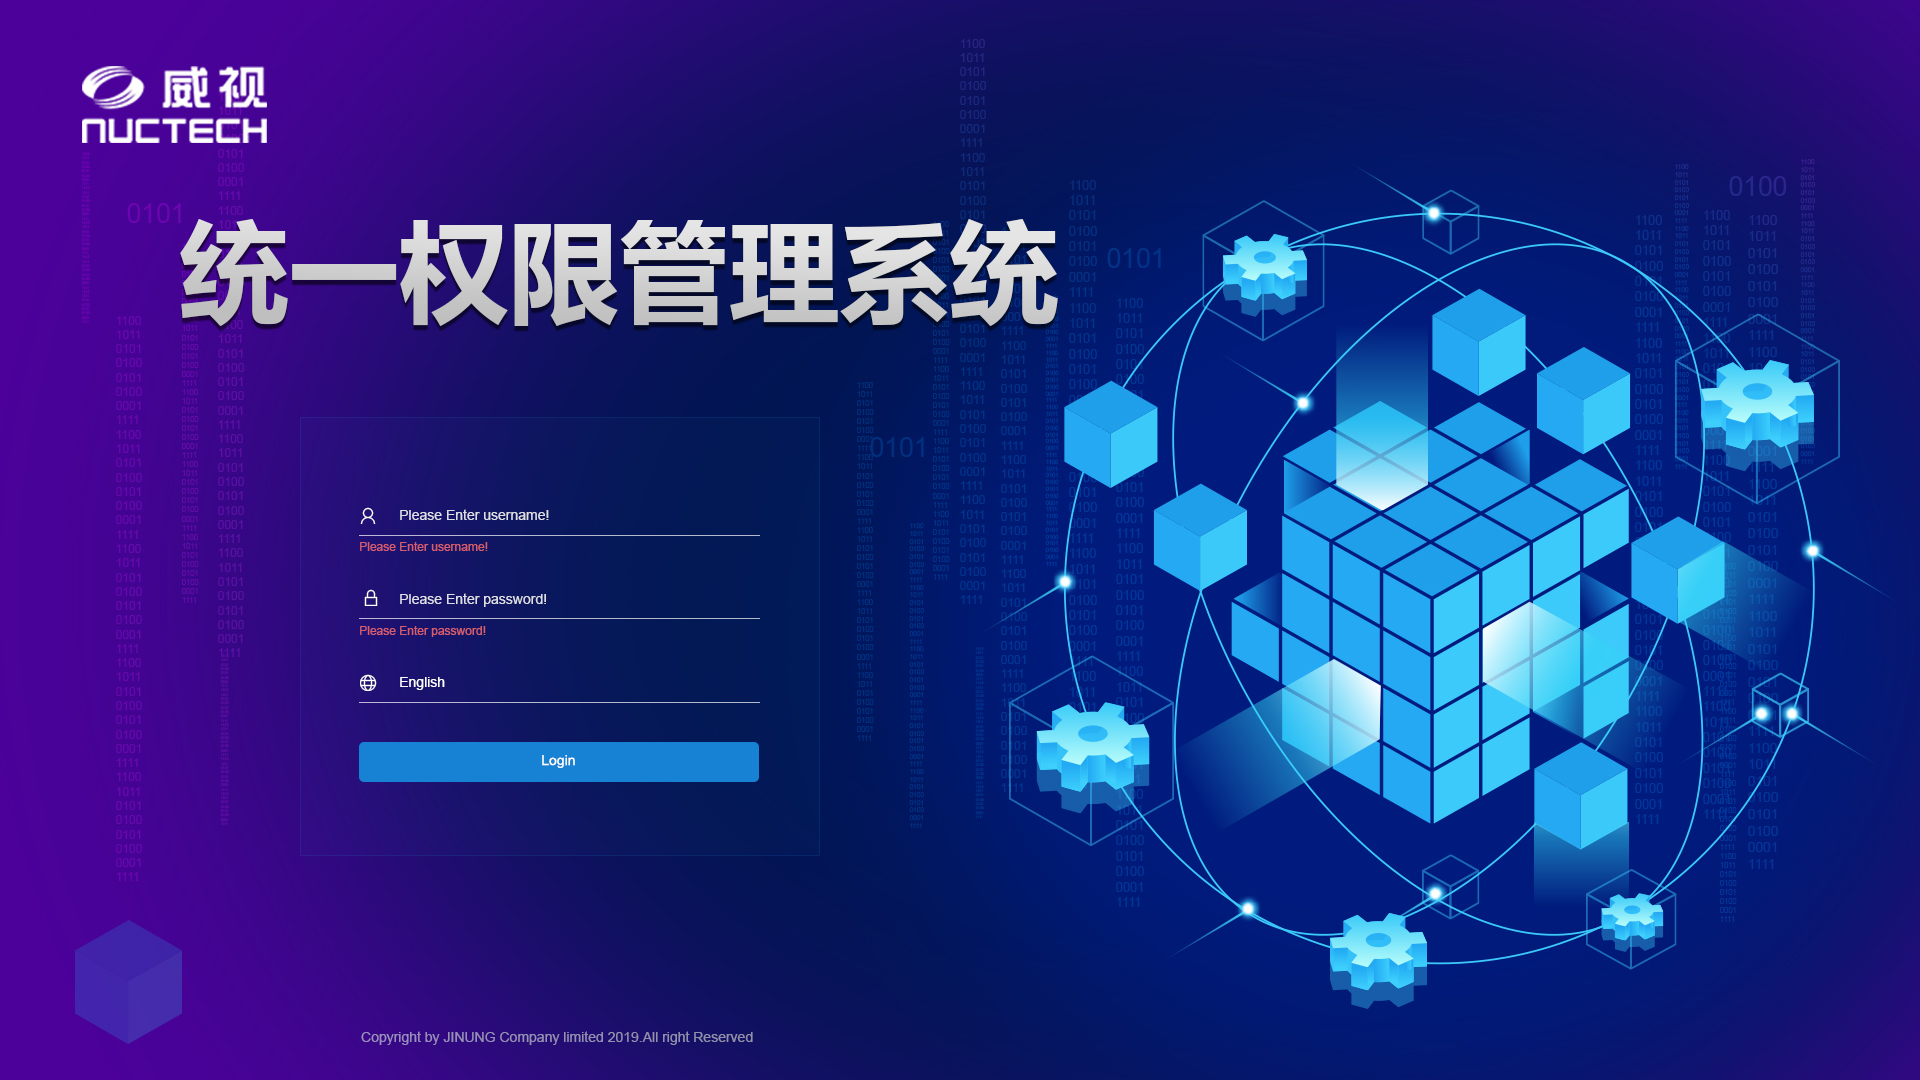 威视
NUCTECH
统一权限管理系统
Please Enter username!
Please Enter username!
Please Enter password!
Please Enter password!
English
Login
Copyright by JINUNG Company limited 2019.All right Reserved